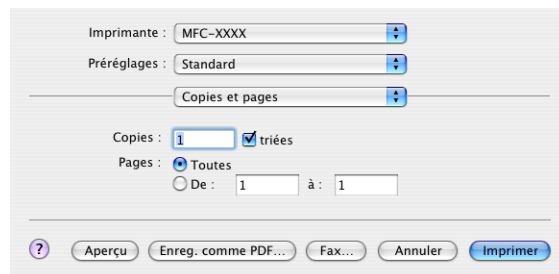 Imprimante : MFC-XXXX
Préréglages : Standard
Copies et pages
Copies : 1 triées
Pages : Toutes
De : 1 à : 1
? Aperçu Enreg. comme PDF... Fax... Annuler Imprimer